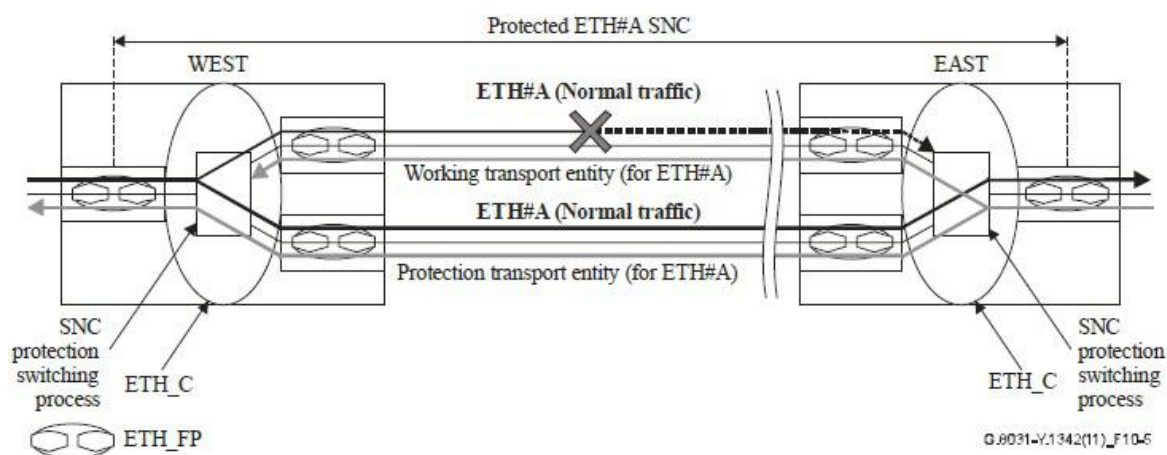 Protected ETH#A SNC
WEST
EAST
ETH#A (Normal traffic)
Working transport entity (for ETH#A)
ETH#A (Normal traffic)
Protection transport entity (for ETH#A)
SNC
protection
switching
process
ETH_C
ETH_C
SNC
protection
switching
process
ETH_FP
G.8031-Y.1342(11)_F10-5